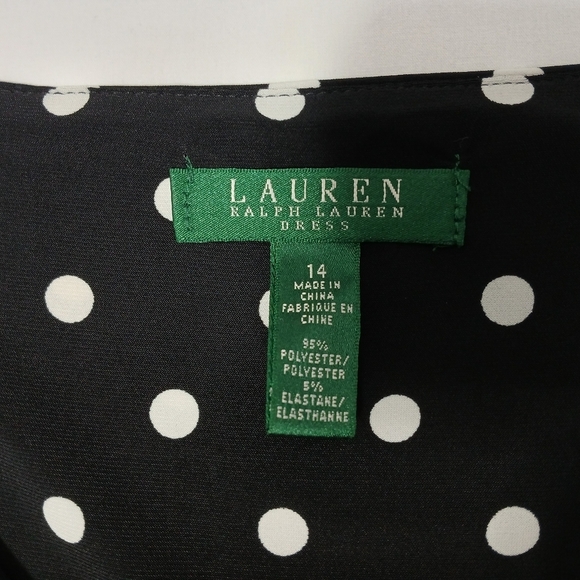 LAUREN
RALPH LAUREN
DRESS
14
MADE IN
CHINA
FABRIQUE EN
CHINE
95%
POLYESTER/
POLYESTER
5%
ELASTANE/
ELASTHANNE